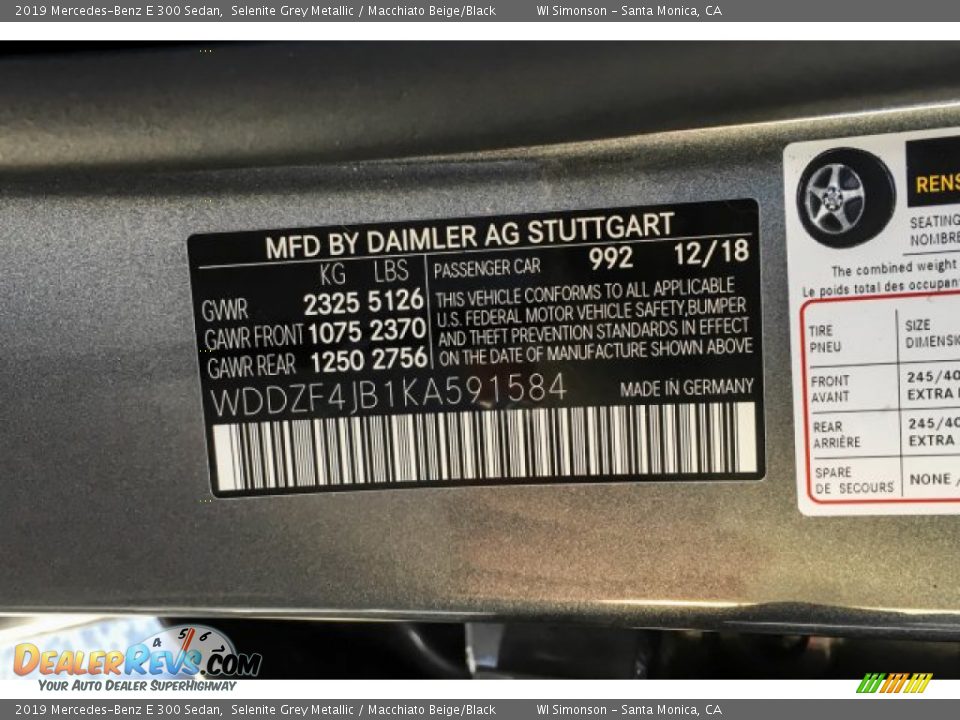 2019 Mercedes-Benz E 300 Sedan, Selenite Grey Metallic / Macchiato Beige/Black WI Simonson - Santa Monica, CA
MFD BY DAIMLER AG STUTTGART
KG LBS PASSENGER CAR 992 12/18
GVWR 2325 5126
GAWR FRONT 1075 2370
GAWR REAR 1250 2756
THIS VEHICLE CONFORMS TO ALL APPLICABLE
U.S. FEDERAL MOTOR VEHICLE SAFETY,BUMPER
AND THEFT PREVENTION STANDARDS IN EFFECT
ON THE DATE OF MANUFACTURE SHOWN ABOVE
WDDZF4JB1KA591584 MADE IN GERMANY
RENS
SEATING
NOMBRE
The combined weight
Le poids total des occupan
TIRE SIZE
PNEU DIMENSI
FRONT 245/40
AVANT EXTRA
REAR 245/40
ARRIÈRE EXTRA
SPARE NONE /
DE SECOURS
4 5 6
DEALERREVS.COM
YOUR AUTO DEALER SUPERHIGHWAY
2019 Mercedes-Benz E 300 Sedan, Selenite Grey Metallic / Macchiato Beige/Black WI Simonson - Santa Monica, CA